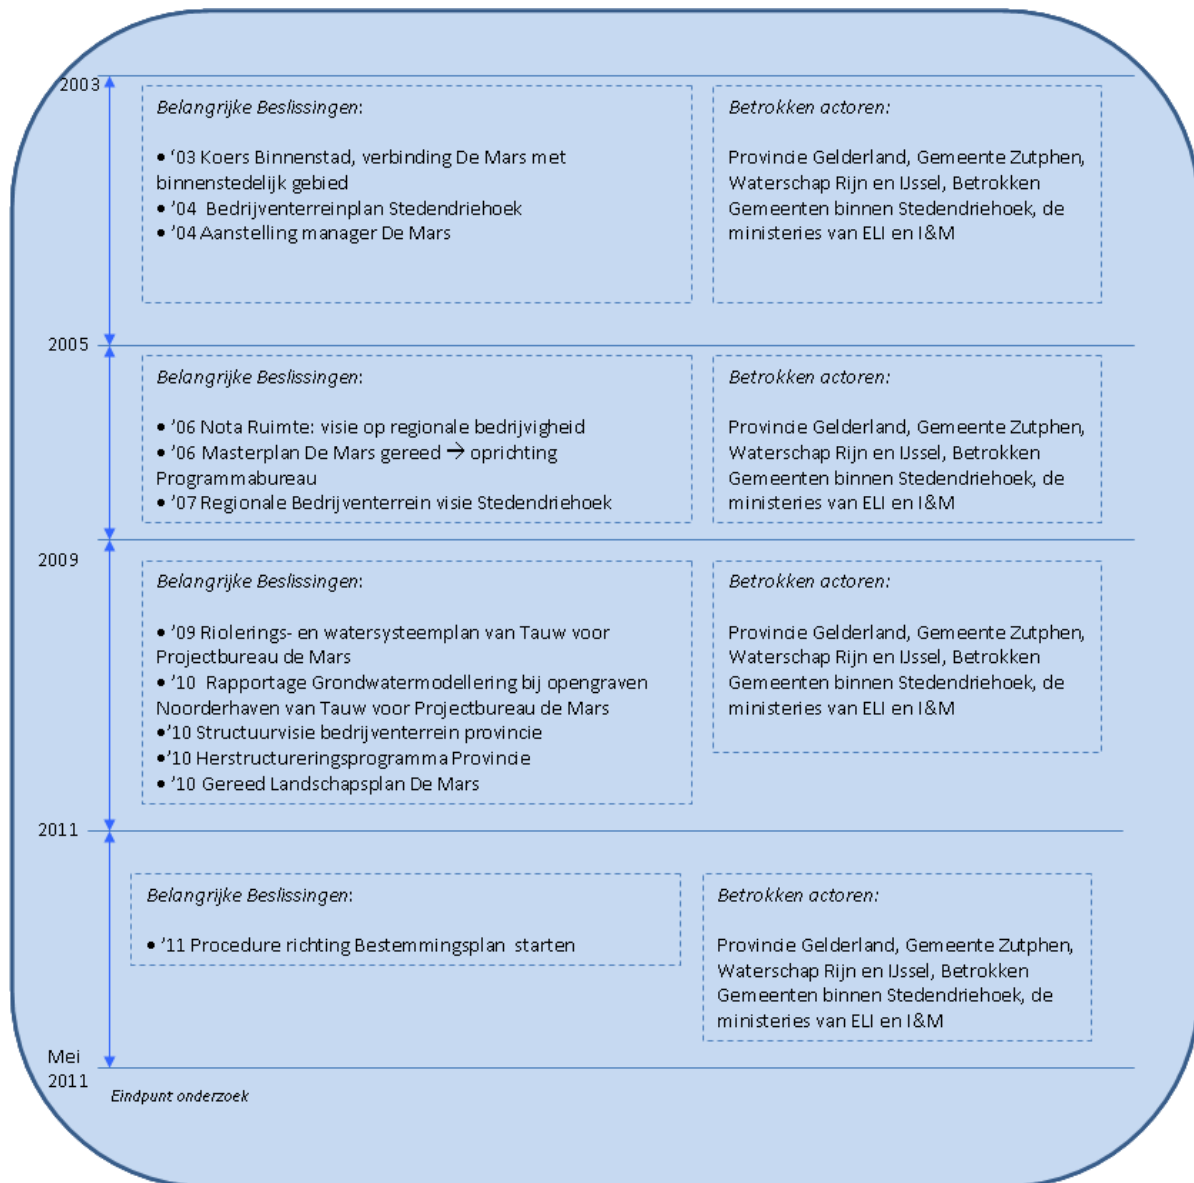 2003
Belangrijke Beslissingen:
• ‘03 Koers Binnenstad, verbinding De Mars met
binnenstedelijk gebied
• ’04 Bedrijventerreinplan Stedendriehoek
• ’04 Aanstelling manager De Mars
Betrokken actoren:
Provincie Gelderland, Gemeente Zutphen,
Waterschap Rijn en IJssel, Betrokken
Gemeenten binnen Stedendriehoek, de
ministeries van ELI en I&M
2005
Belangrijke Beslissingen:
• ’06 Nota Ruimte: visie op regionale bedrijvigheid
• ’06 Masterplan De Mars gereed → oprichting
Programmabureau
• ’07 Regionale Bedrijventerrein visie Stedendriehoek
Betrokken actoren:
Provincie Gelderland, Gemeente Zutphen,
Waterschap Rijn en IJssel, Betrokken
Gemeenten binnen Stedendriehoek, de
ministeries van ELI en I&M
2009
Belangrijke Beslissingen:
• ’09 Riolerings- en watersysteemplan van Tauw voor
Projectbureau de Mars
• ’10 Rapportage Grondwatermodellering bij opengraven
Noorderhaven van Tauw voor Projectbureau de Mars
•’10 Structuurvisie bedrijventerrein provincie
•’10 Herstructureringsprogramma Provincie
• ’10 Gereed Landschapsplan De Mars
Betrokken actoren:
Provincie Gelderland, Gemeente Zutphen,
Waterschap Rijn en IJssel, Betrokken
Gemeenten binnen Stedendriehoek, de
ministeries van ELI en I&M
2011
Belangrijke Beslissingen:
• ’11 Procedure richting Bestemmingsplan starten
Betrokken actoren:
Provincie Gelderland, Gemeente Zutphen,
Waterschap Rijn en IJssel, Betrokken
Gemeenten binnen Stedendriehoek, de
ministeries van ELI en I&M
Mei
2011
Eindpunt onderzoek